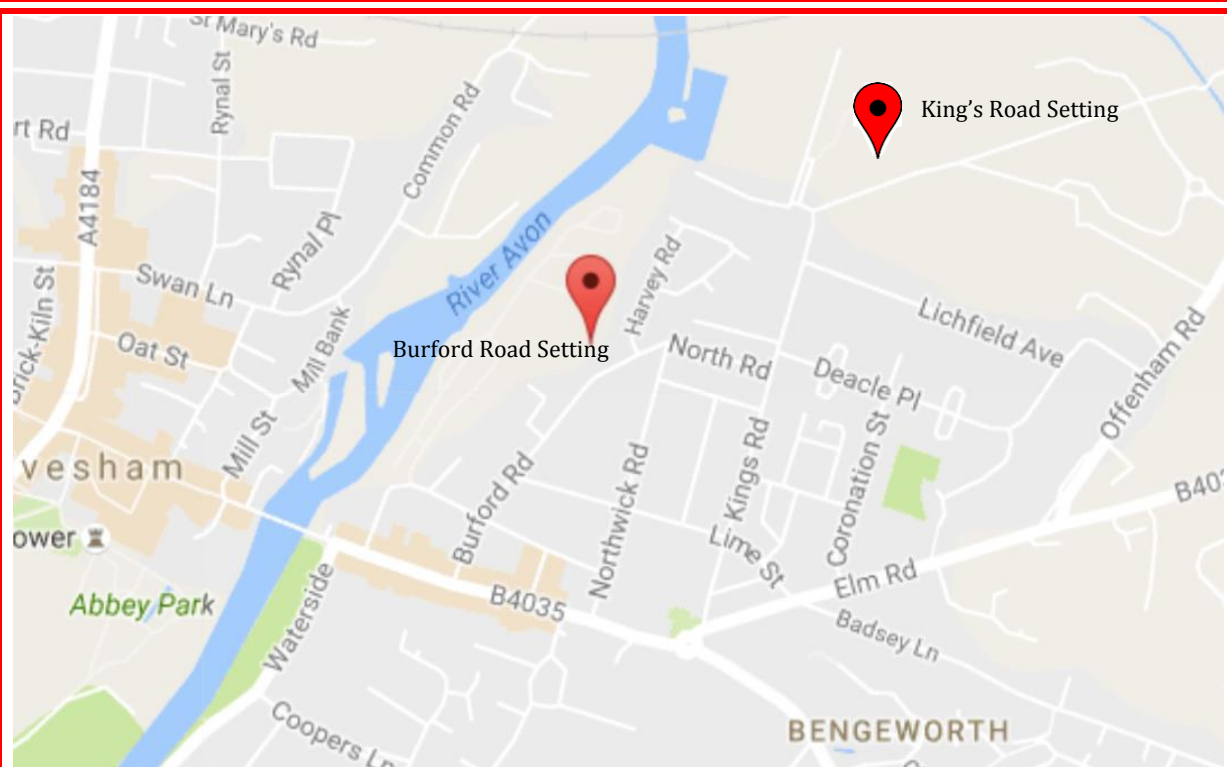 St Mary's Rd
Rynal St
Common Rd
King's Road Setting
rt Rd
A4184
Rynal Pl
River Avon
Harvey Rd
Swan Ln
Brick-Kiln St
Oat St
Mill Bank
Burford Road Setting
North Rd
Lichfield Ave
Deacle Pl
Offenham Rd
Mill St
vesham
Kings Rd
Coronation St
Burford Rd
Northwick Rd
B403
ower
Lime St
Elm Rd
Abbey Park
B4035
Waterside
Badsey Ln
Coopers Ln
BENGEWORTH